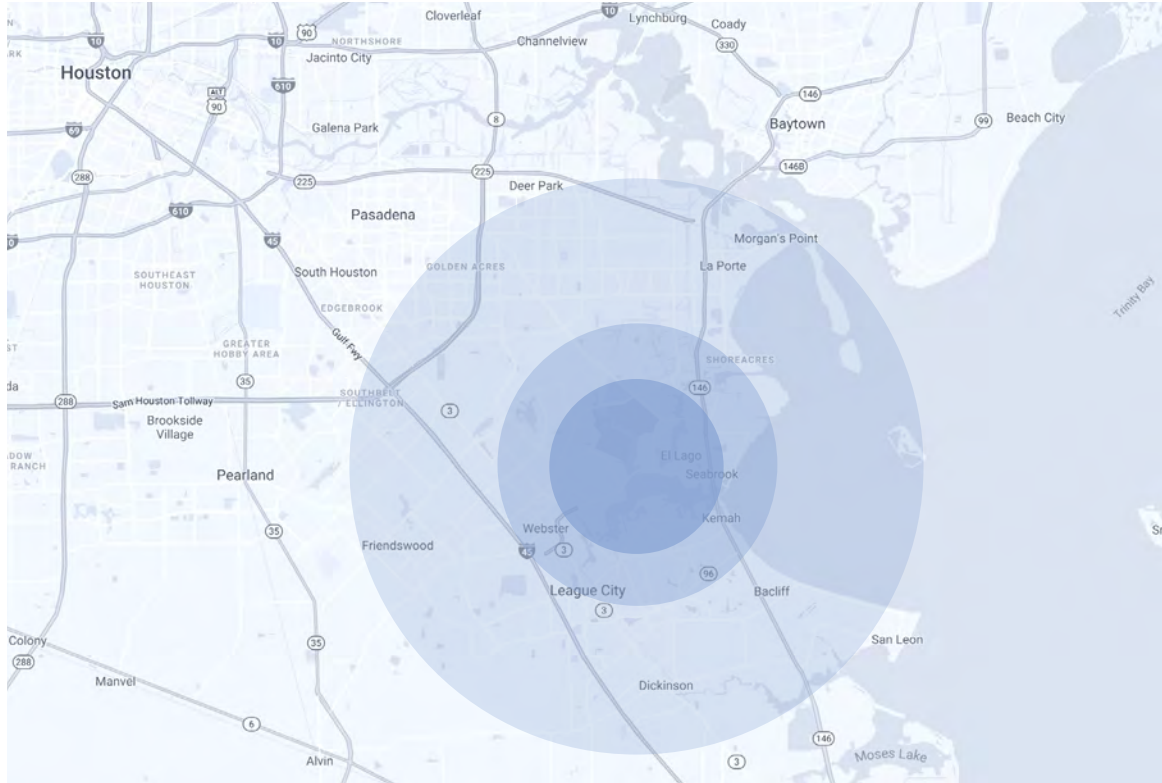 Cloverleaf
Lynchburg
Coady
10
90
10
10
NORTHSHORE
Channelview
330
Jacinto City
Houston
610
ALT
90
146
Galena Park
8
Baytown
99
Beach City
69
146B
288
225
225
Deer Park
610
Pasadena
45
Morgan's Point
GOLDEN ACRES
La Porte
SOUTHEAST
HOUSTON
South Houston
Trinity Bay
EDGEBROOK
Gulf Fwy
GREATER
HOBBY AREA
SHOREACRES
35
146
da
288
Sam Houston Tollway
SOUTHBELT
/ ELLINGTON
3
Brookside
Village
El Lago
ADOW
RANCH
Pearland
Seabrook
Kemah
Webster
35
Friendswood
45
3
96
League City
Bacliff
3
Colony
35
San Leon
288
Manvel
Dickinson
6
146
Alvin
3
Moses Lake